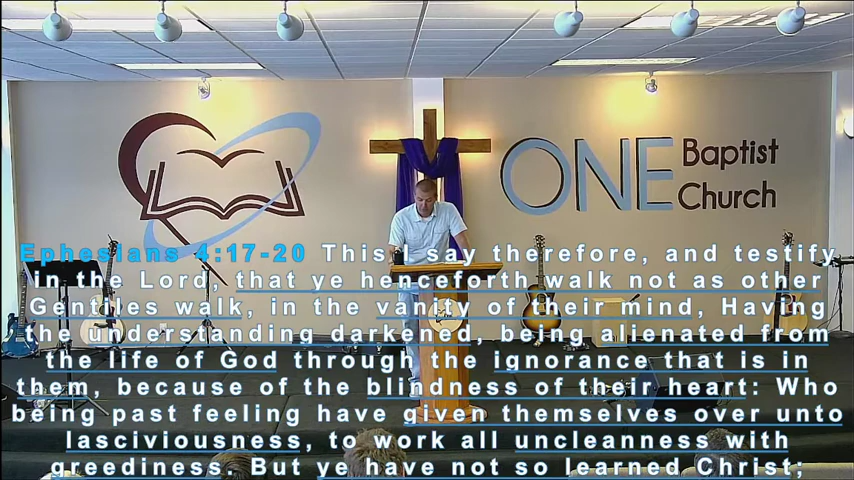 ONE Baptist
Church
Ephesians 4:17-20 This I say therefore, and testify
in the Lord, that ye henceforth walk not as other
Gentiles walk, in the vanity of their mind, Having
the understanding darkened, being alienated from
the life of God through the ignorance that is in
them, because of the blindness of their heart: Who
being past feeling have given themselves over unto
lasciviousness, to work all uncleanness with
greediness. But ye have not so learned Christ;